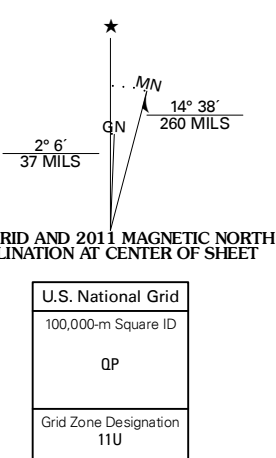 ★
MN
14° 38´
260 MILS
GN
2° 6´
37 MILS
RID AND 2011 MAGNETIC NORTH
LINATION AT CENTER OF SHEET
U.S. National Grid
100,000-m Square ID
QP
Grid Zone Designation
11U